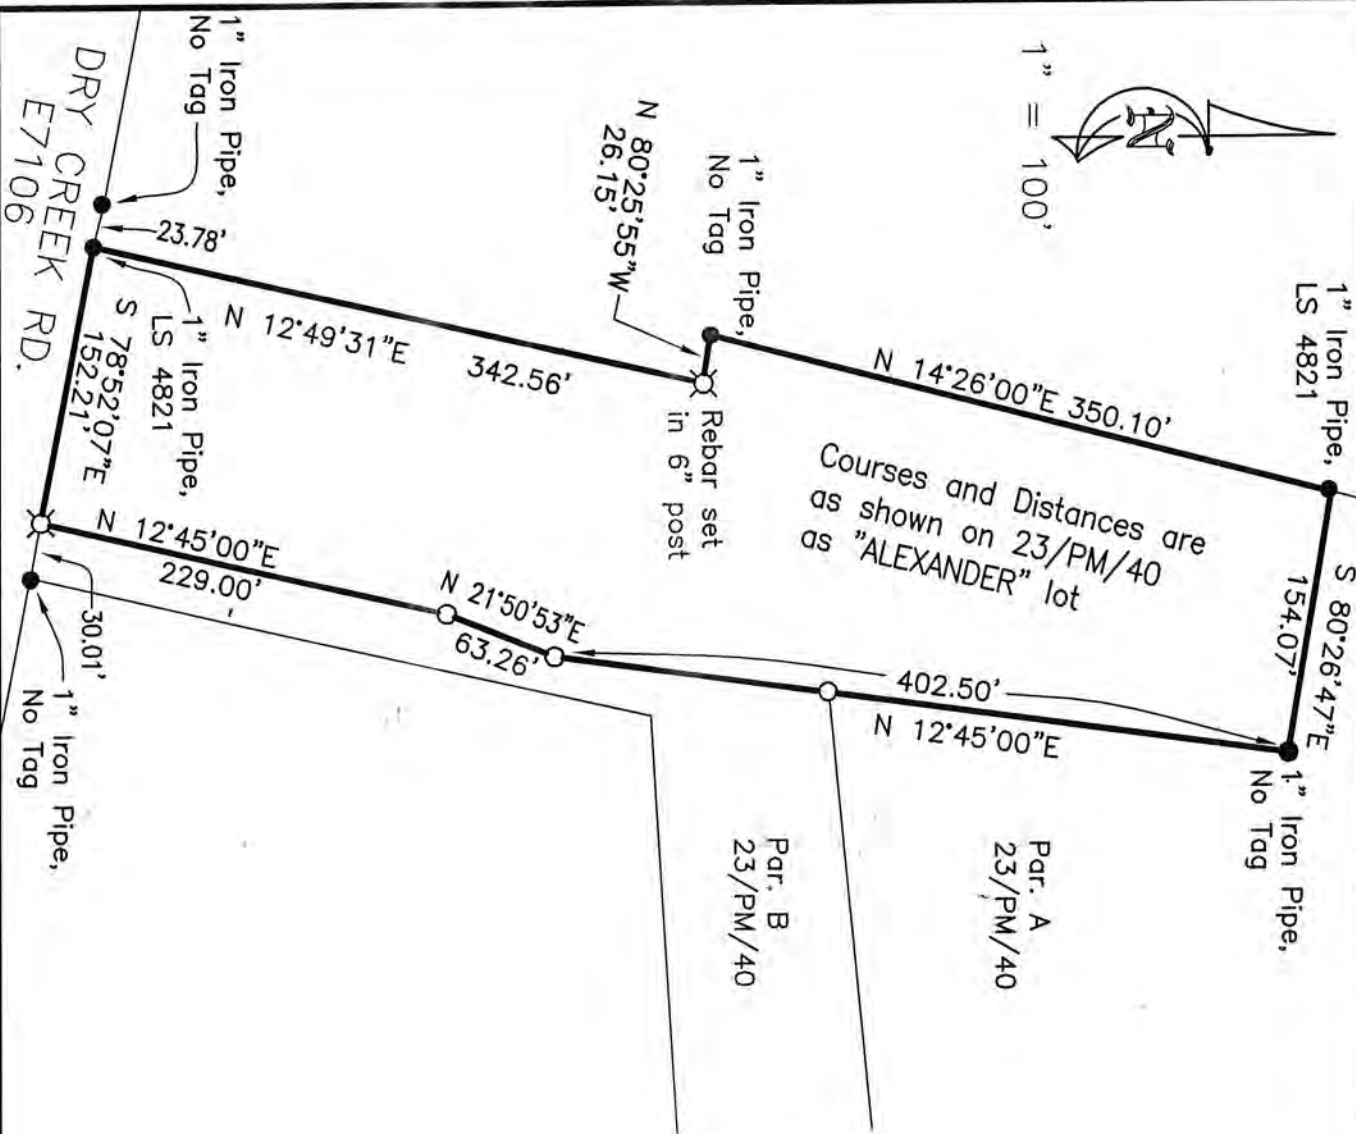 1" = 100'
1" Iron Pipe,
LS 4821
S 80°26'47"E
154.07'
1" Iron Pipe,
No Tag
N 14°26'00"E 350.10'
Courses and Distances are
as shown on 23/PM/40
as "ALEXANDER" lot
402.50'
N 12°45'00"E
Par. A
23/PM/40
Par. B
23/PM/40
1" Iron Pipe,
No Tag
N 80°25'55"W
26.15'
Rebar set
in 6" post
N 12°49'31"E 342.56'
N 21°50'53"E
63.26'
1" Iron Pipe,
No Tag
23.78'
1" Iron Pipe,
LS 4821
S 78°52'07"E
152.21'
N 12°45'00"E
229.00'
30.01'
1" Iron Pipe,
No Tag
DRY CREEK RD.
E7106